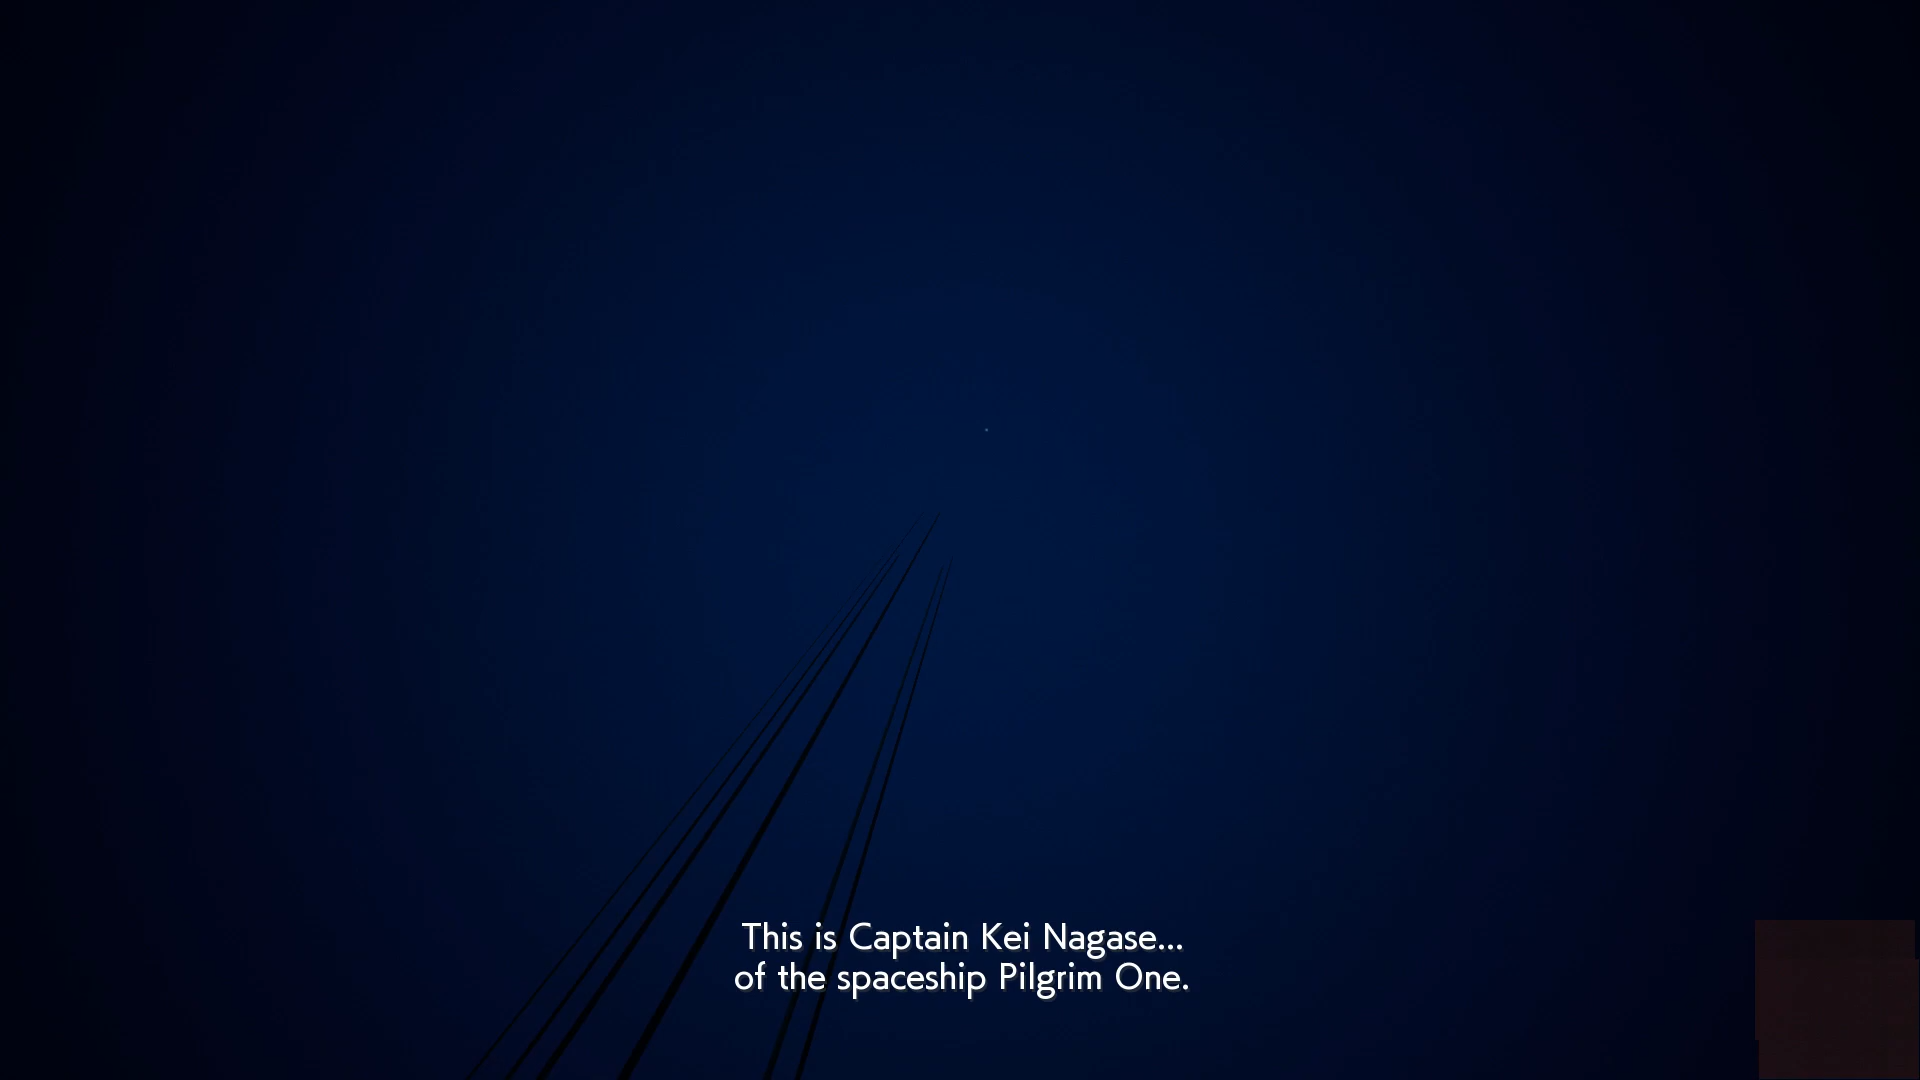 This is Captain Kei Nagase...
of the spaceship Pilgrim One.